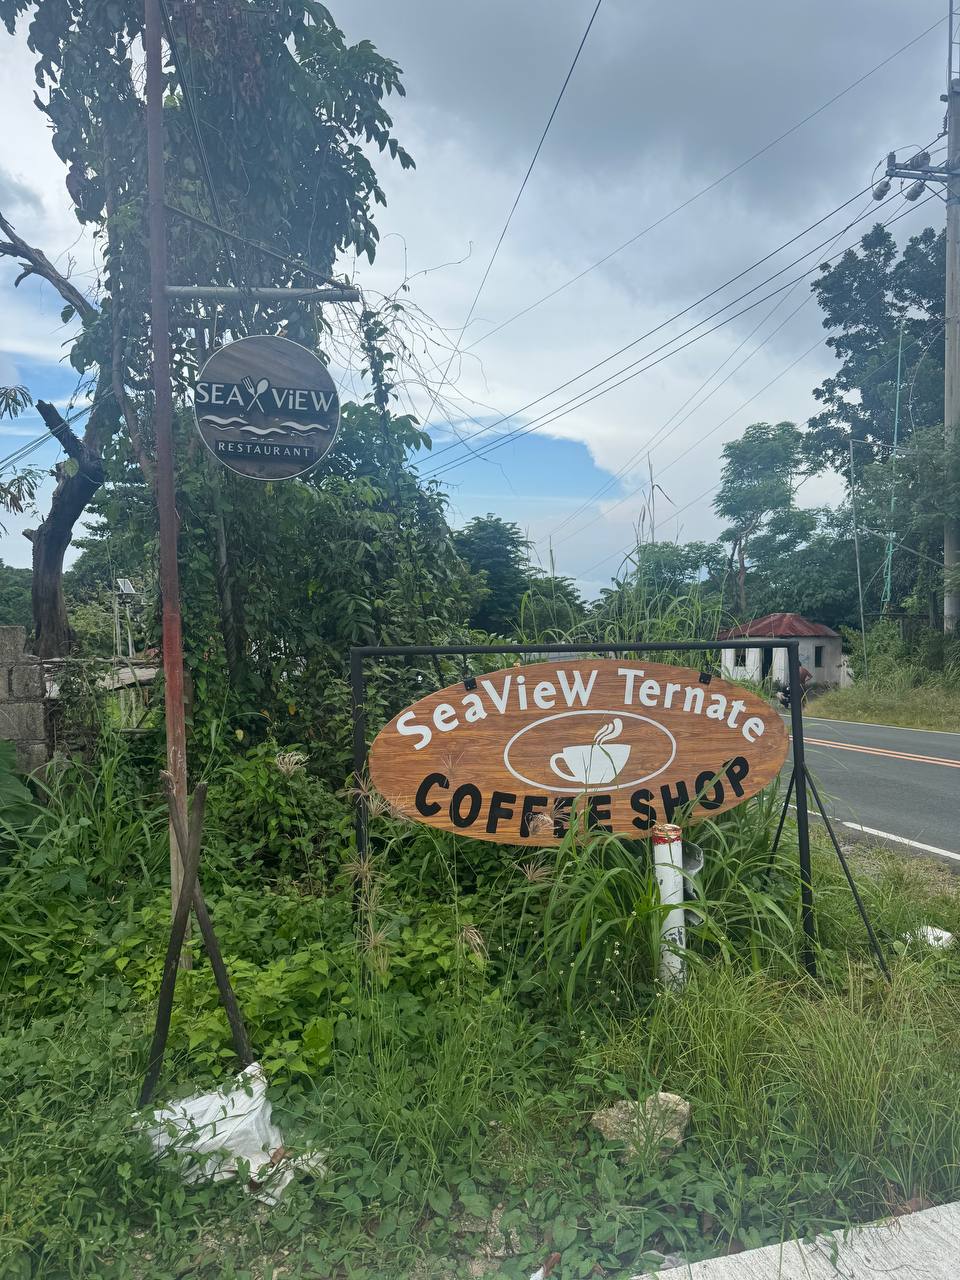 SEA ViEW
RESTAURANT
SeaVieW Ternate
COFFEE SHOP